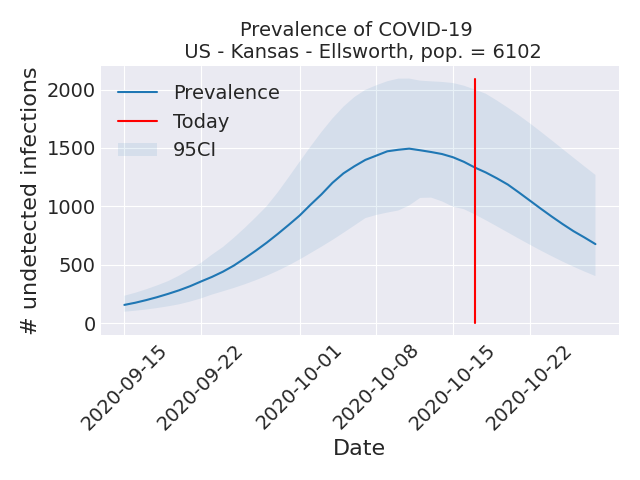 Prevalence of COVID-19
US - Kansas - Ellsworth, pop. = 6102
# undetected infections
2000
1500
1000
500
0
Prevalence
Today
95CI
2020-09-15
2020-09-22
2020-10-01
2020-10-08
2020-10-15
2020-10-22
Date